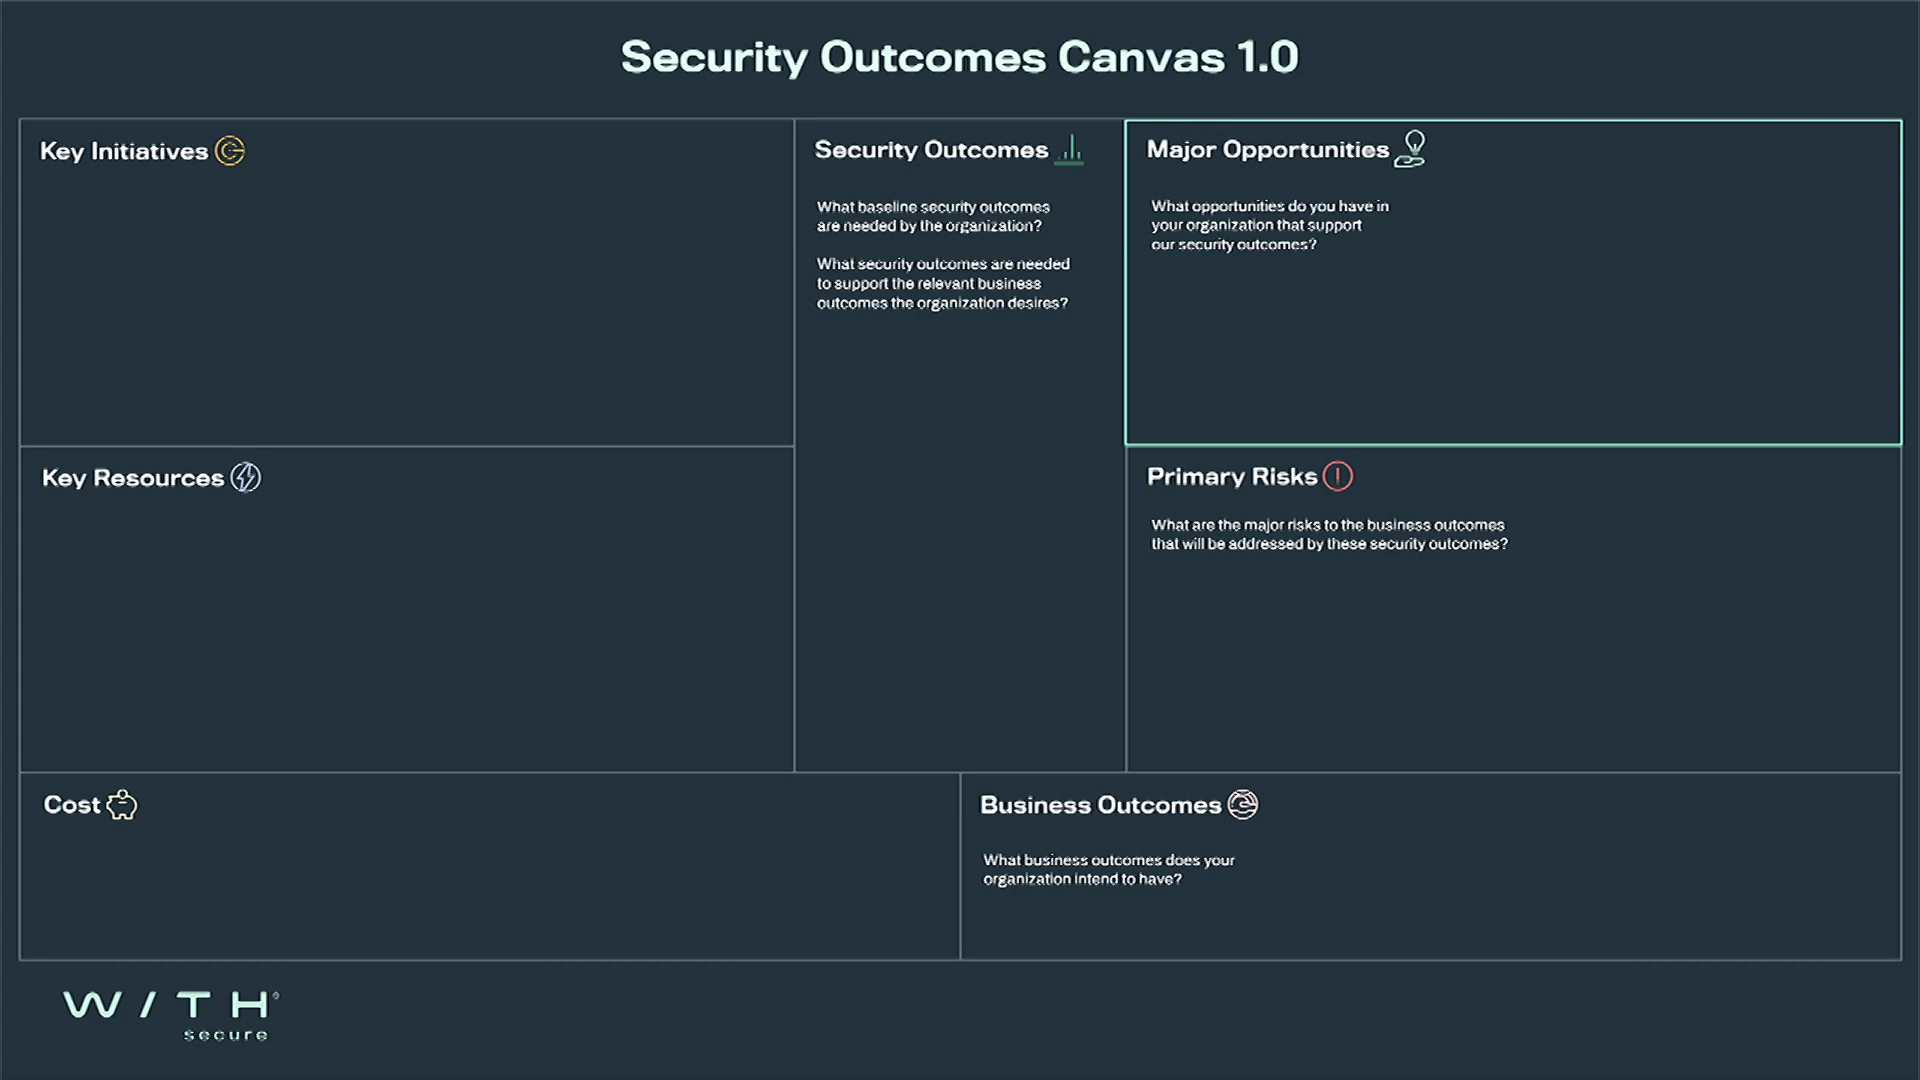 Security Outcomes Canvas 1.0
Key Initiatives
Security Outcomes
What baseline security outcomes
are needed by the organization?
What security outcomes are needed
to support the relevant business
outcomes the organization desires?
Major Opportunities
What opportunities do you have in
your organization that support
our security outcomes?
Key Resources
Primary Risks
What are the major risks to the business outcomes
that will be addressed by these security outcomes?
Cost
Business Outcomes
What business outcomes does your
organization intend to have?
W/TH®
secure